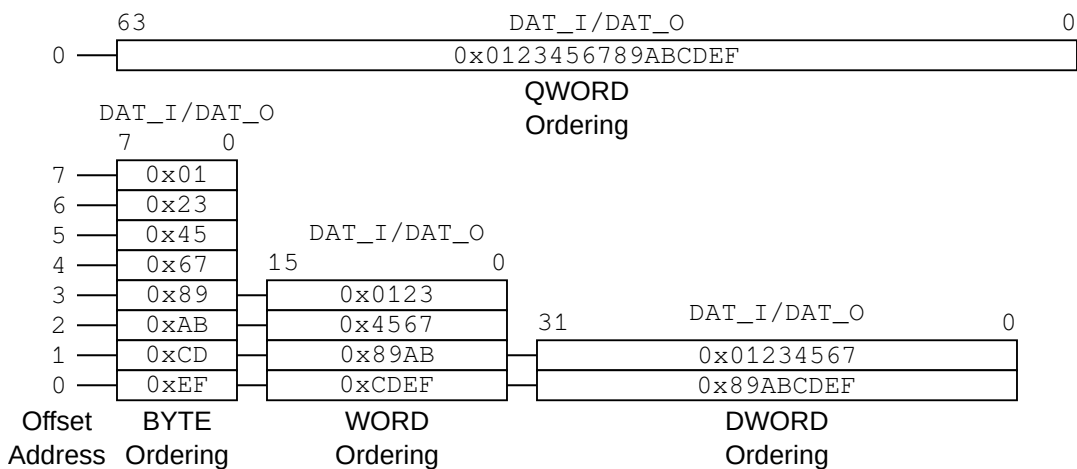 63 DAT_I/DAT_O 0
0 0x0123456789ABCDEF
QWORD
Ordering
DAT_I/DAT_O
7 0
7 0x01
6 0x23
5 0x45 DAT_I/DAT_O
4 0x67 15 0
3 0x89 0x0123
2 0xAB 0x4567 31 DAT_I/DAT_O 0
1 0xCD 0x89AB 0x01234567
0 0xEF 0xCDEF 0x89ABCDEF
Offset BYTE WORD DWORD
Address Ordering Ordering Ordering